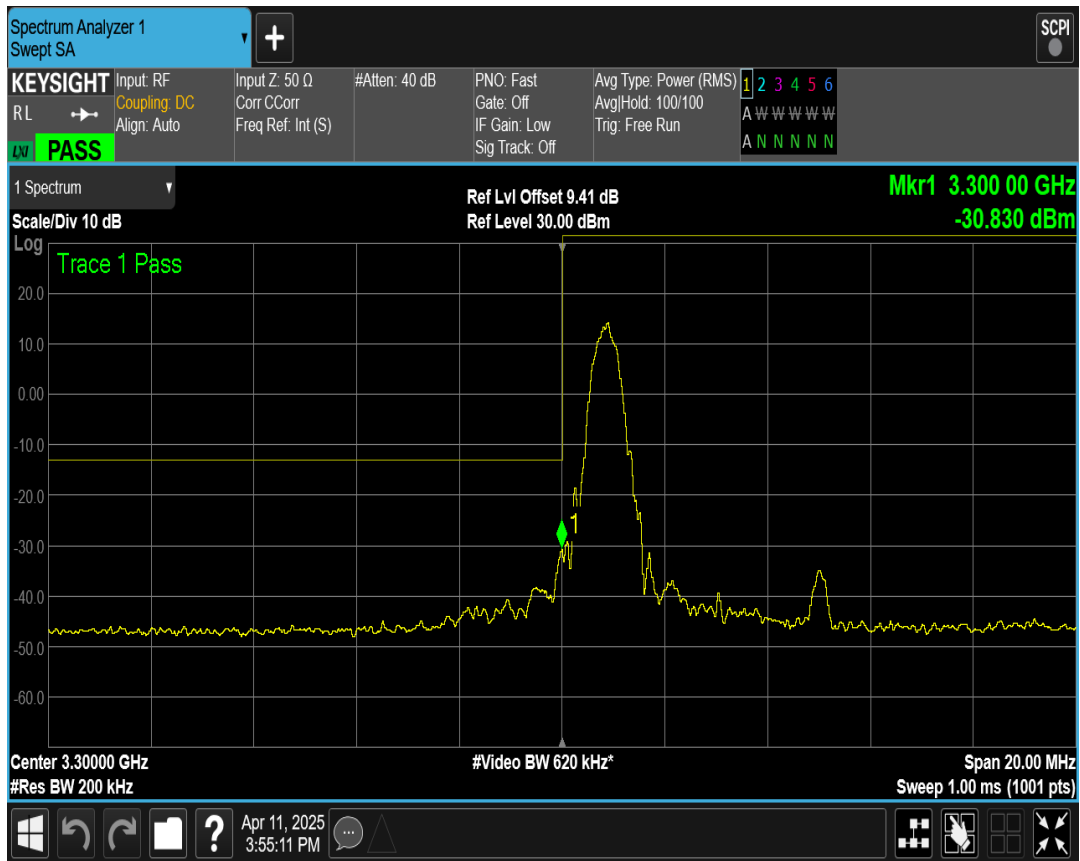 Spectrum Analyzer 1
Swept SA
+
SCPI
KEYSIGHT
RL
LXI PASS
Input: RF
Coupling: DC
Align: Auto
Input Z: 50 Ω
Corr CCorr
Freq Ref: Int (S)
#Atten: 40 dB
PNO: Fast
Gate: Off
IF Gain: Low
Sig Track: Off
Avg Type: Power (RMS)
Avg|Hold: 100/100
Trig: Free Run
1 2 3 4 5 6
A W W W W W
A N N N N N
1 Spectrum
Scale/Div 10 dB
Ref Lvl Offset 9.41 dB
Ref Level 30.00 dBm
Mkr1 3.300 00 GHz
-30.830 dBm
Log
Trace 1 Pass
20.0
10.0
0.00
-10.0
-20.0
1
-30.0
-40.0
-50.0
-60.0
Center 3.30000 GHz
#Res BW 200 kHz
#Video BW 620 kHz*
Span 20.00 MHz
Sweep 1.00 ms (1001 pts)
?
Apr 11, 2025
3:55:11 PM